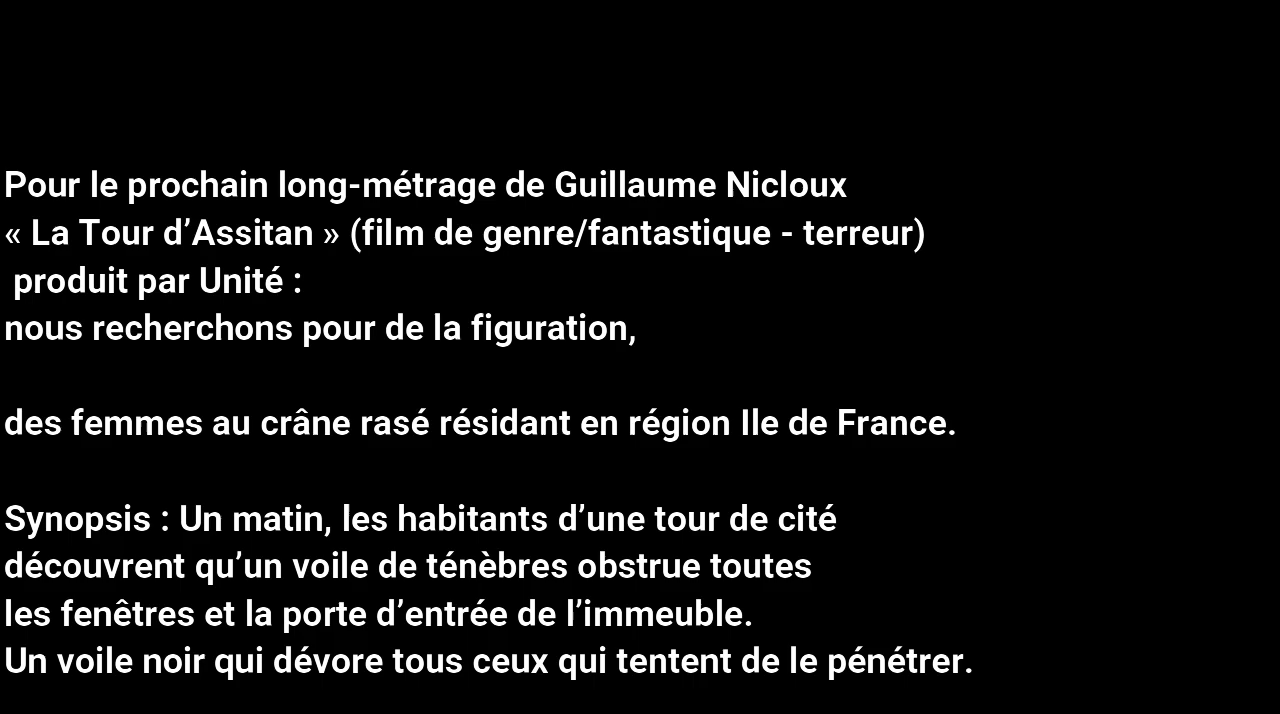 Pour le prochain long-métrage de Guillaume Nicloux
« La Tour d’Assitan » (film de genre/fantastique - terreur)
produit par Unité :
nous recherchons pour de la figuration,
des femmes au crâne rasé résidant en région Ile de France.
Synopsis : Un matin, les habitants d’une tour de cité
découvrent qu’un voile de ténèbres obstrue toutes
les fenêtres et la porte d’entrée de l’immeuble.
Un voile noir qui dévore tous ceux qui tentent de le pénétrer.